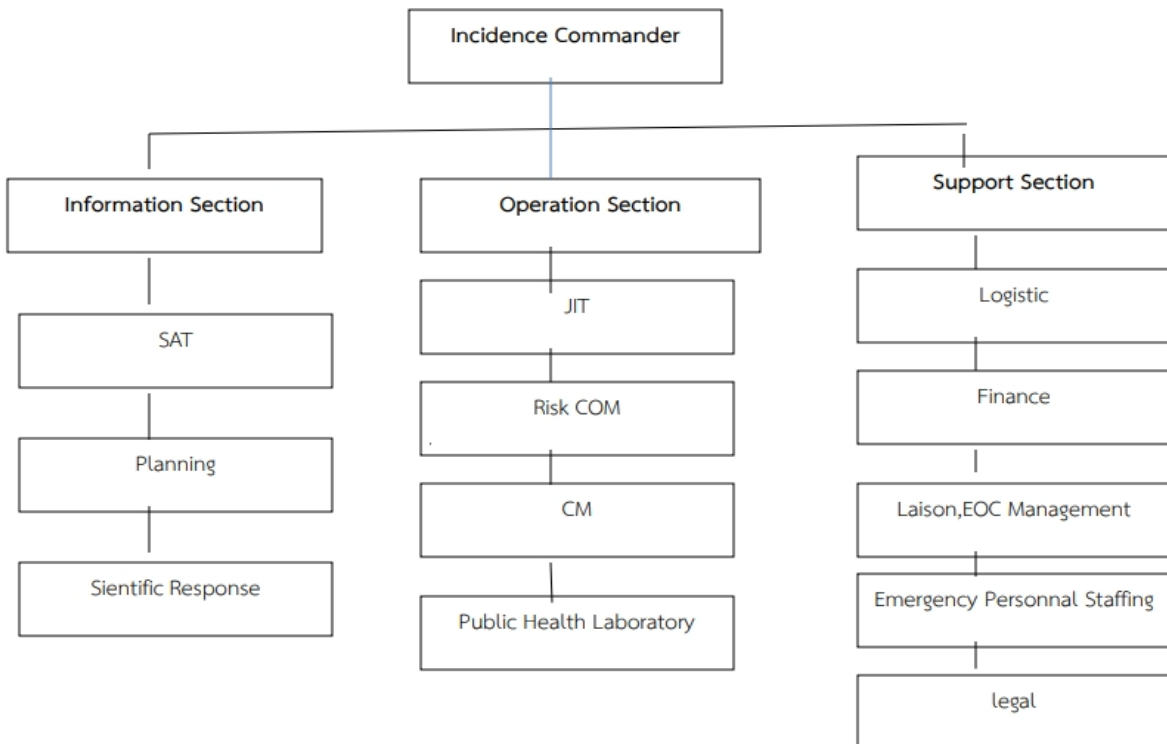 Incidence Commander
Information Section
SAT
Planning
Sientific Response
Operation Section
JIT
Risk COM
CM
Public Health Laboratory
Support Section
Logistic
Finance
Laison,EOC Management
Emergency Personnal Staffing
legal